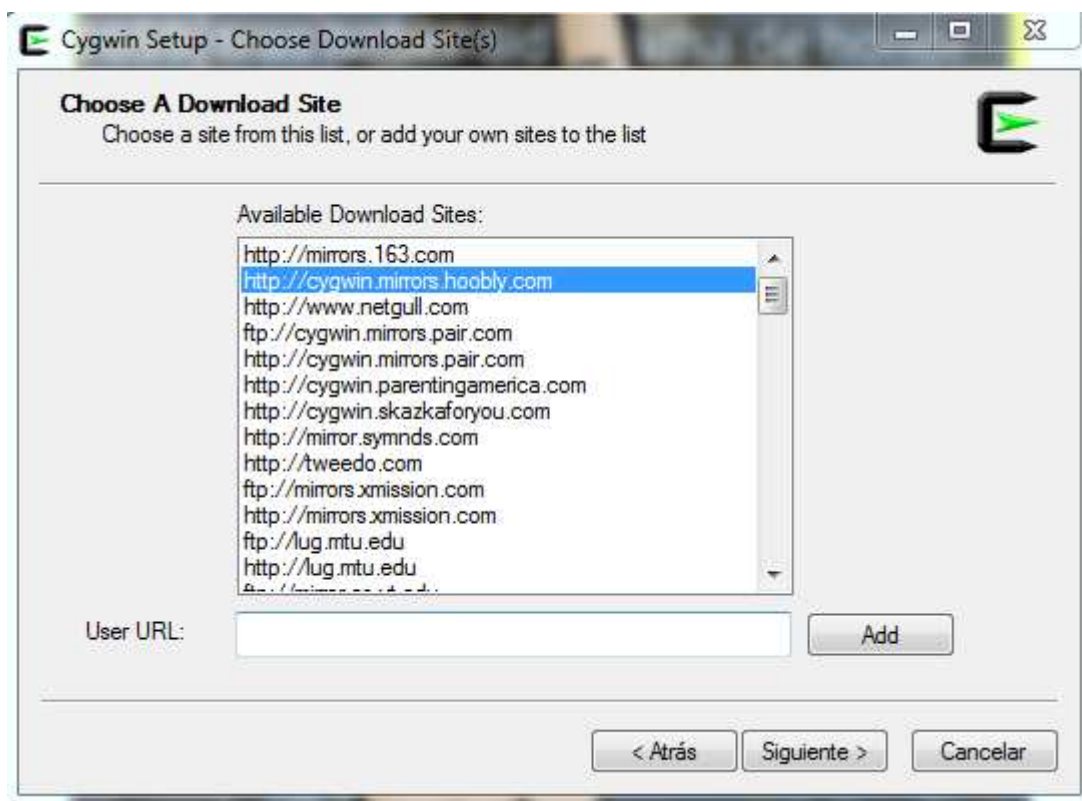 Cygwin Setup - Choose Download Site(s)
Choose A Download Site
Choose a site from this list, or add your own sites to the list
Available Download Sites:
http://mirrors.163.com
http://cygwin.mirrors.hoobly.com
http://www.netgull.com
ftp://cygwin.mirrors.pair.com
http://cygwin.mirrors.pair.com
http://cygwin.parentingamerica.com
http://cygwin.skazkaforyou.com
http://mirror.symnds.com
http://tweedo.com
ftp://mirrors.xmission.com
http://mirrors.xmission.com
ftp://lug.mtu.edu
http://lug.mtu.edu
User URL:
Add
< Atrás
Siguiente >
Cancelar